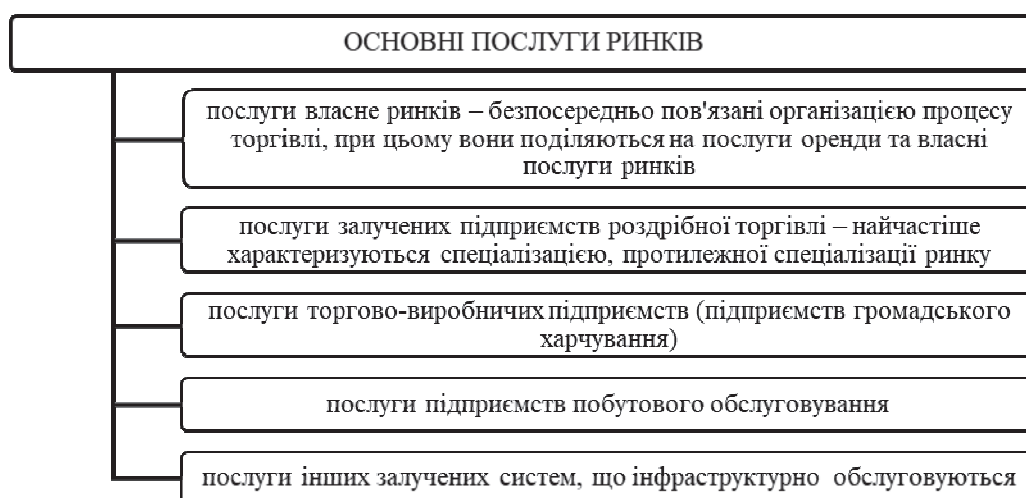 ОСНОВНІ ПОСЛУГИ РИНКІВ
послуги власне ринків – безпосередньо пов'язані організацією процесу
торгівлі, при цьому вони поділяються на послуги оренди та власні
послуги ринків
послуги залучених підприємств роздрібної торгівлі – найчастіше
характеризуються спеціалізацією, протилежної спеціалізації ринку
послуги торгово-виробничих підприємств (підприємств громадського
харчування)
послуги підприємств побутового обслуговування
послуги інших залучених систем, що інфраструктурно обслуговуються